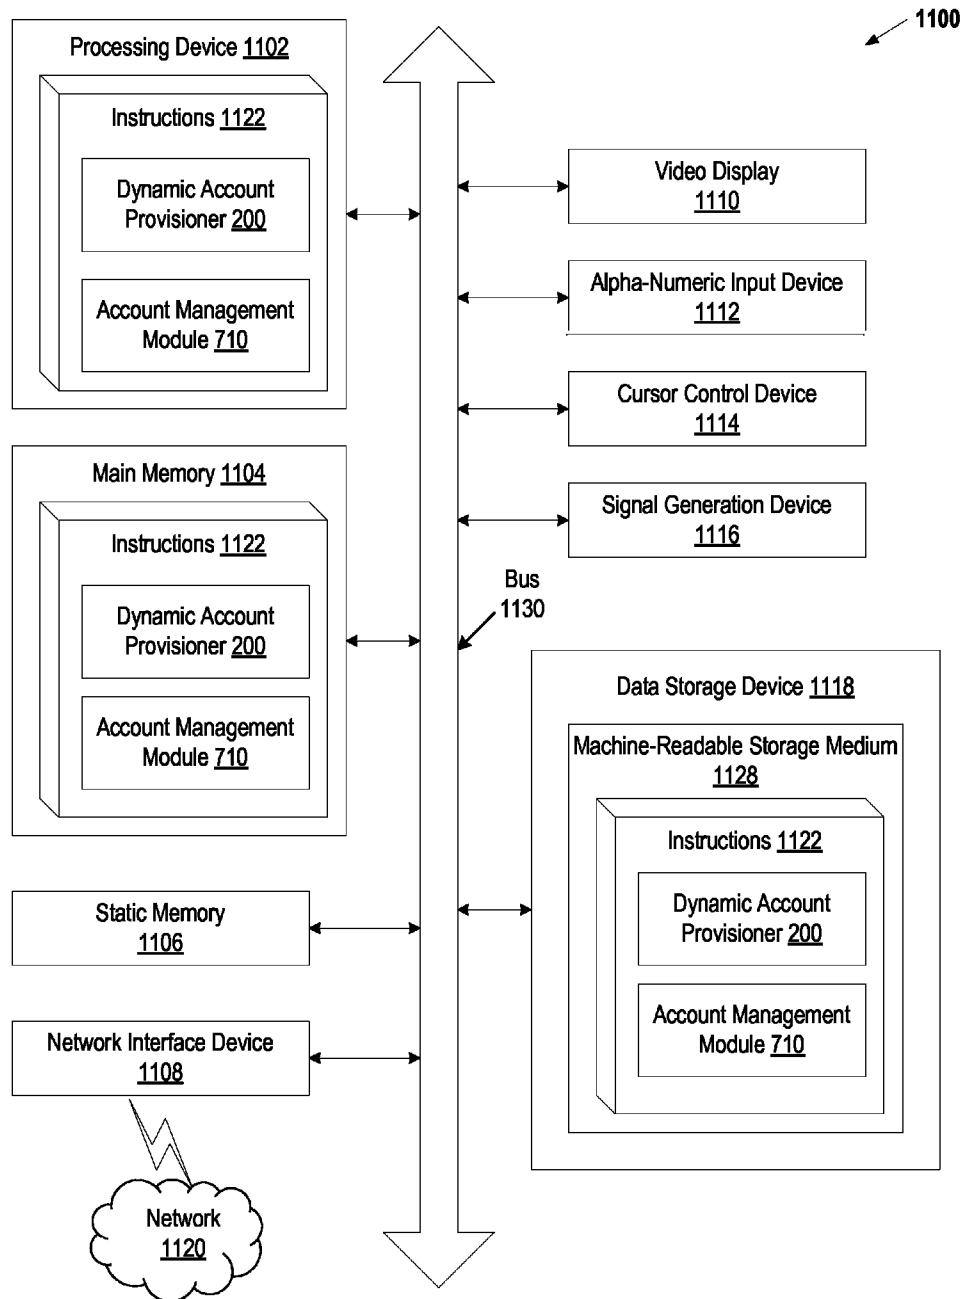 1100
Processing Device 1102
Instructions 1122
Dynamic Account
Provisioner 200
Account Management
Module 710
Main Memory 1104
Instructions 1122
Dynamic Account
Provisioner 200
Account Management
Module 710
Static Memory
1106
Network Interface Device
1108
Network
1120
Video Display
1110
Alpha-Numeric Input Device
1112
Cursor Control Device
1114
Signal Generation Device
1116
Bus
1130
Data Storage Device 1118
Machine-Readable Storage Medium
1128
Instructions 1122
Dynamic Account
Provisioner 200
Account Management
Module 710